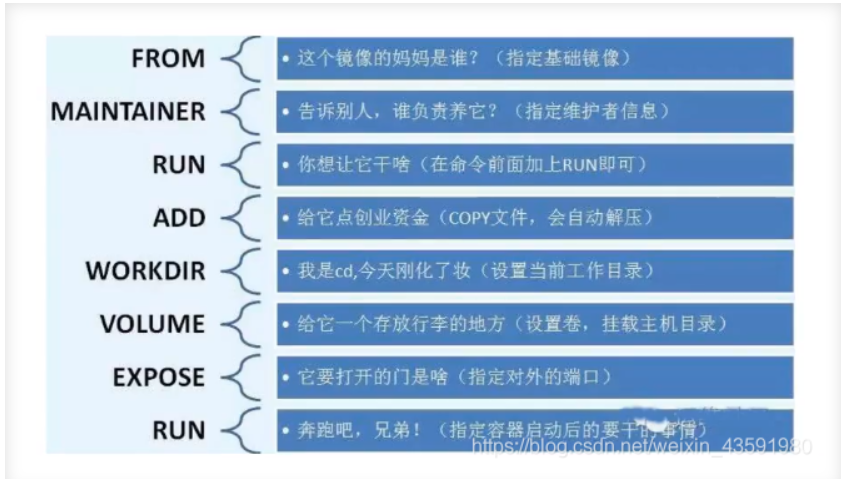 FROM
• 这个镜像的妈妈是谁？（指定基础镜像）
MAINTAINER
• 告诉别人，谁负责养它？（指定维护者信息）
RUN
• 你想让它干啥（在命令前面加上RUN即可）
ADD
• 给它点创业资金（COPY文件，会自动解压）
WORKDIR
• 我是cd,今天刚化了妆（设置当前工作目录）
VOLUME
• 给它一个存放行李的地方（设置卷，挂载主机目录）
EXPOSE
• 它要打开的门是啥（指定对外的端口）
RUN
• 奔跑吧，兄弟！（指定容器启动后的要干的事情）
https://blog.csdn.net/weixin_43591980